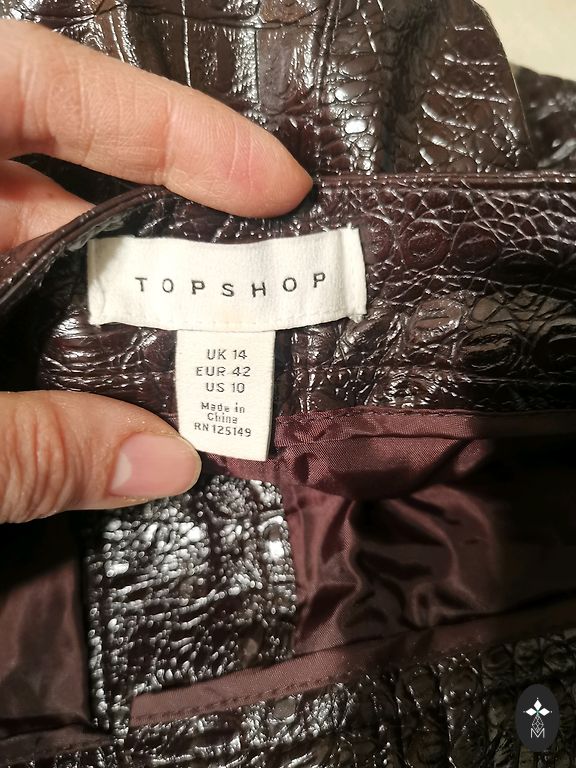 TOPSHOP
UK 14
EUR 42
US 10
Made in
China
RN 125149